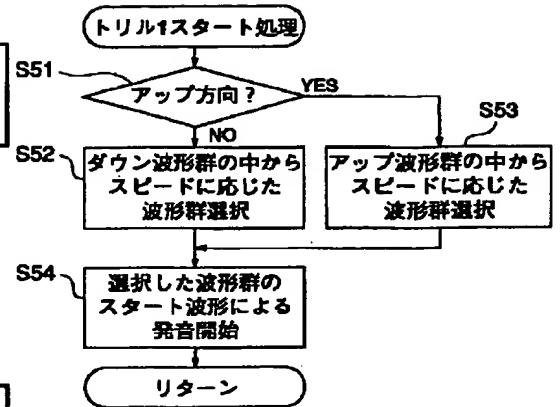 トリル1スタート処理
S51
アップ方向?
YES
NO
S53
S52
ダウン波形群の中から
スピードに応じた
波形群選択
アップ波形群の中から
スピードに応じた
波形群選択
S54
選択した波形群の
スタート波形による
発音開始
リターン